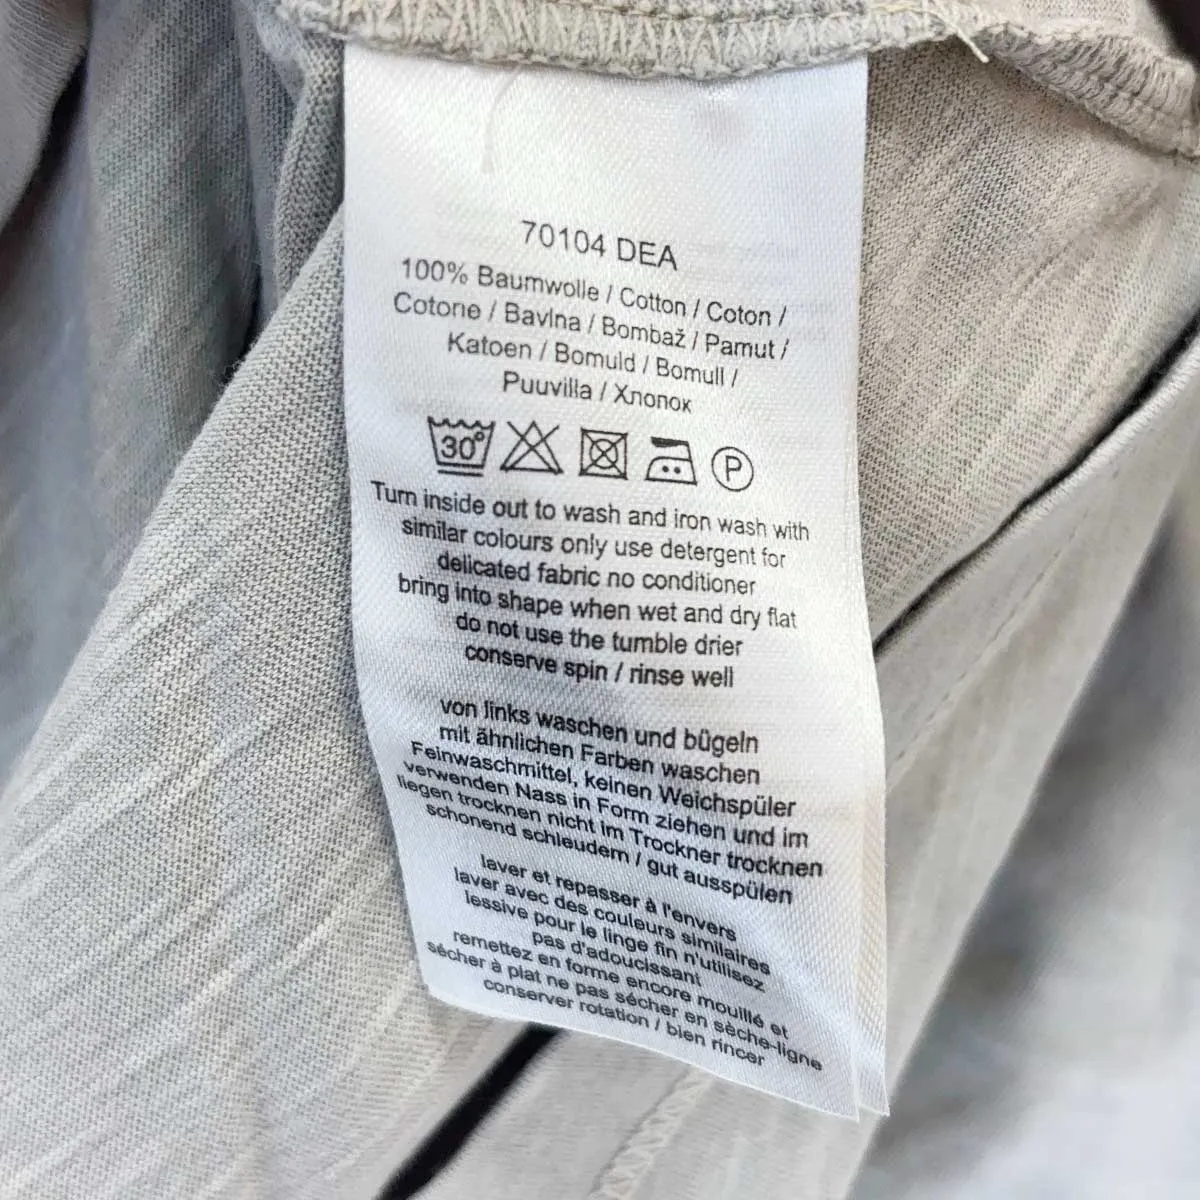 70104 DEA
100% Baumwolle / Cotton / Coton /
Cotone / Bavlna / Bombaž / Pamut /
Katoen / Bomuld / Bomull /
Puuvilla / Хлопок
30°
P
Turn inside out to wash and iron wash with
similar colours only use detergent for
delicated fabric no conditioner
bring into shape when wet and dry flat
do not use the tumble drier
conserve spin / rinse well
von links waschen und bügeln
mit ähnlichen Farben waschen
Feinwaschmittel, keinen Weichspüler
verwenden Nass in Form ziehen und im
liegen trocknen nicht im Trockner trocknen
schonend schleudern / gut ausspülen
laver et repasser à l'envers
laver avec des couleurs similaires
lessive pour le linge fin n'utilisez
pas d'adoucissant
remettez en forme encore mouillé et
sécher à plat ne pas sécher en sèche-ligne
conserver rotation / bien rincer